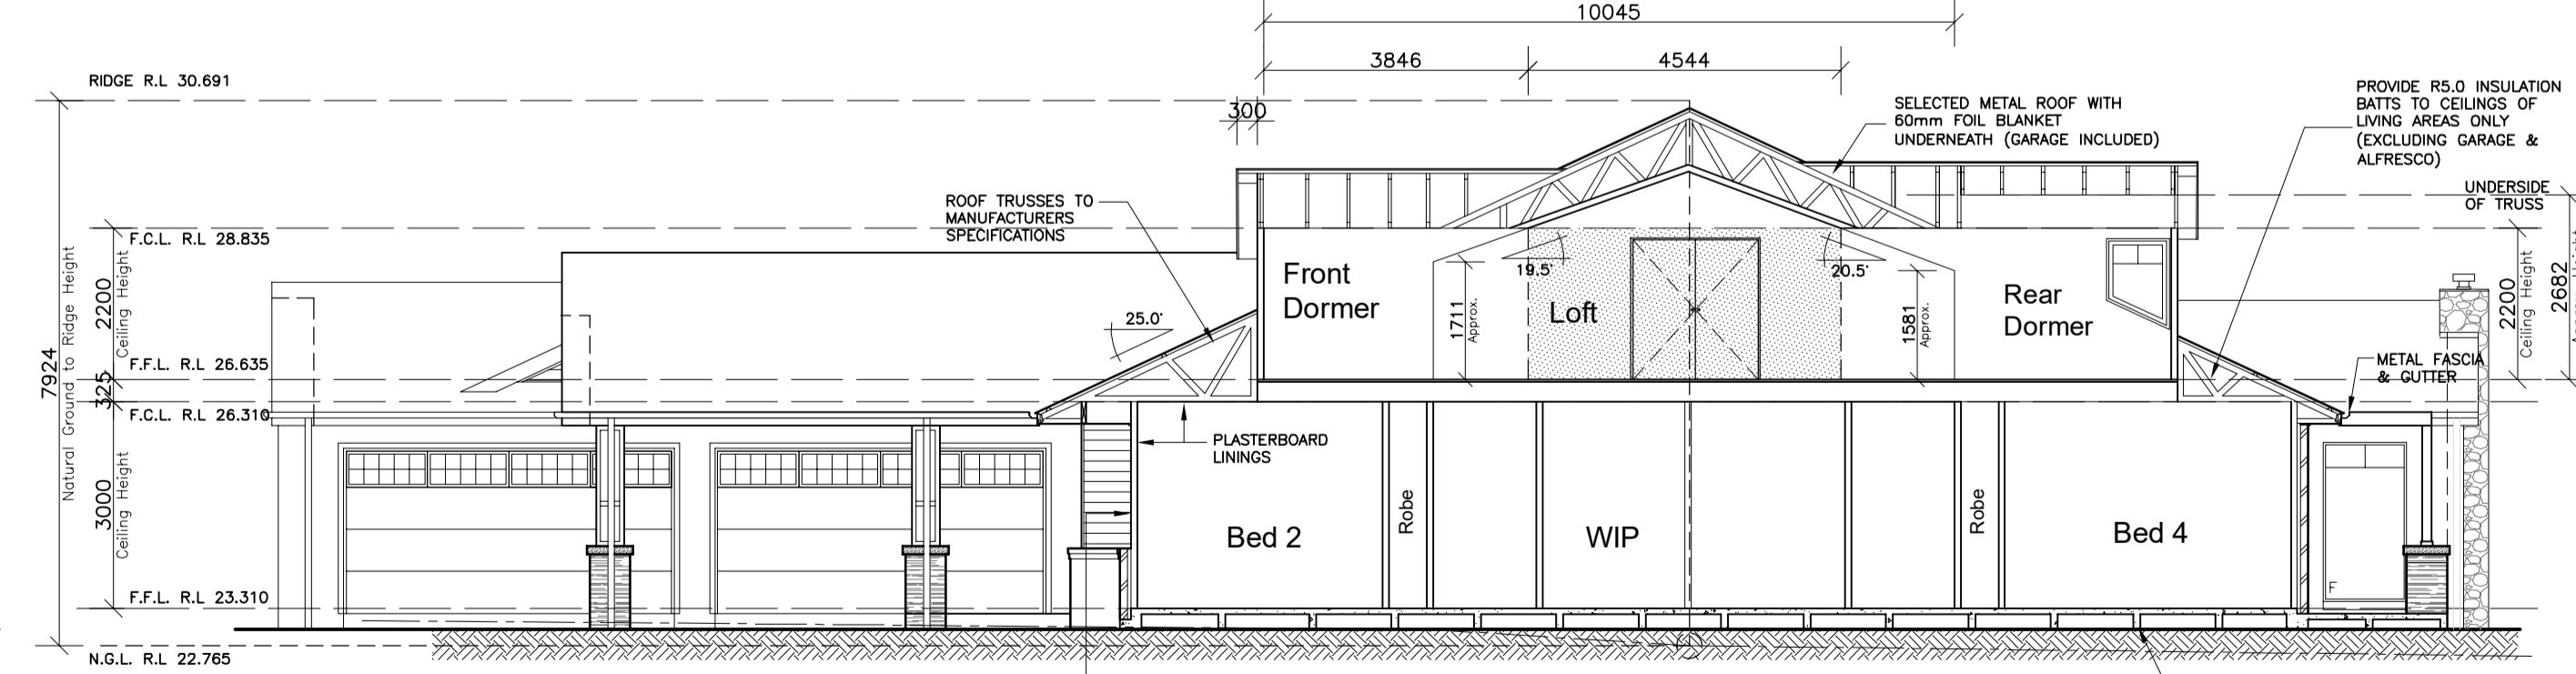 10045
3846
4544
300
RIDGE R.L 30.691
SELECTED METAL ROOF WITH
60mm FOIL BLANKET
UNDERNEATH (GARAGE INCLUDED)
PROVIDE R5.0 INSULATION
BATTS TO CEILINGS OF
LIVING AREAS ONLY
(EXCLUDING GARAGE &
ALFRESCO)
UNDERSIDE
OF TRUSS
ROOF TRUSSES TO
MANUFACTURERS
SPECIFICATIONS
F.C.L. R.L 28.835
2200
Ceiling Height
F.F.L. R.L 26.635
325
F.C.L. R.L 26.310
7924
Natural Ground to Ridge Height
3000
Ceiling Height
F.F.L. R.L 23.310
N.G.L. R.L 22.765
25.0°
Front
Dormer
1711
Approx.
19.5°
Loft
20.5°
1581
Approx.
Rear
Dormer
2200
Ceiling Height
2682
METAL FASCIA
& GUTTER
PLASTERBOARD
LININGS
Bed 2
Robe
WIP
Robe
Bed 4
F